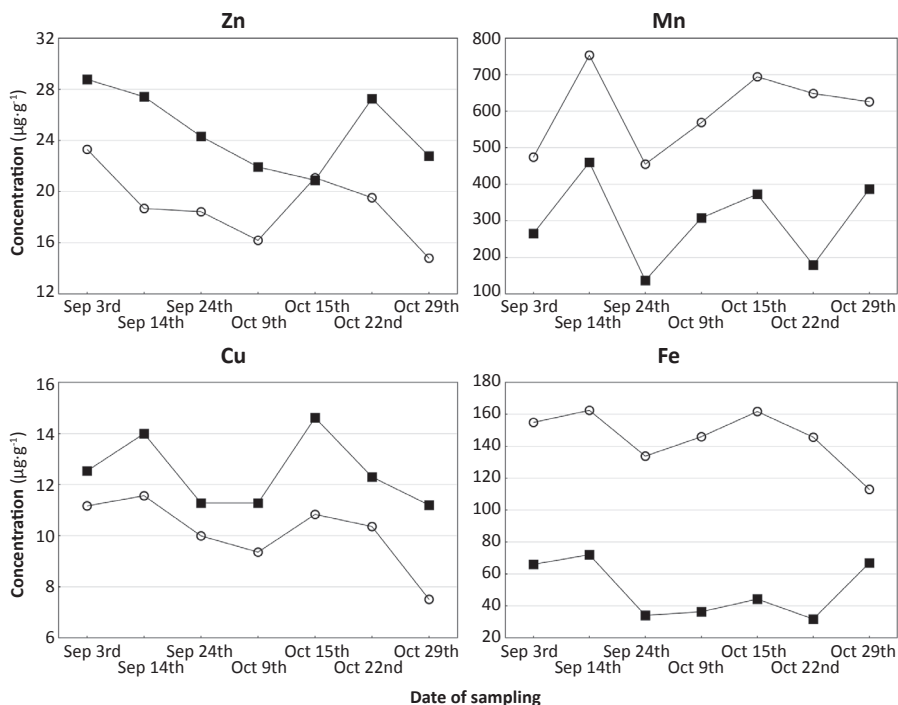 Zn
Mn
Concentration (µg·g⁻¹)
32
28
24
20
16
12
800
700
600
500
400
300
200
100
Sep 3rd Sep 24th Oct 15th Oct 29th
Sep 14th Oct 9th Oct 22nd
Sep 3rd Sep 24th Oct 15th Oct 29th
Sep 14th Oct 9th Oct 22nd
Cu
Fe
Concentration (µg·g⁻¹)
16
14
12
10
8
6
180
160
140
120
100
80
60
40
20
Sep 3rd Sep 24th Oct 15th Oct 29th
Sep 14th Oct 9th Oct 22nd
Sep 3rd Sep 24th Oct 15th Oct 29th
Sep 14th Oct 9th Oct 22nd
Date of sampling